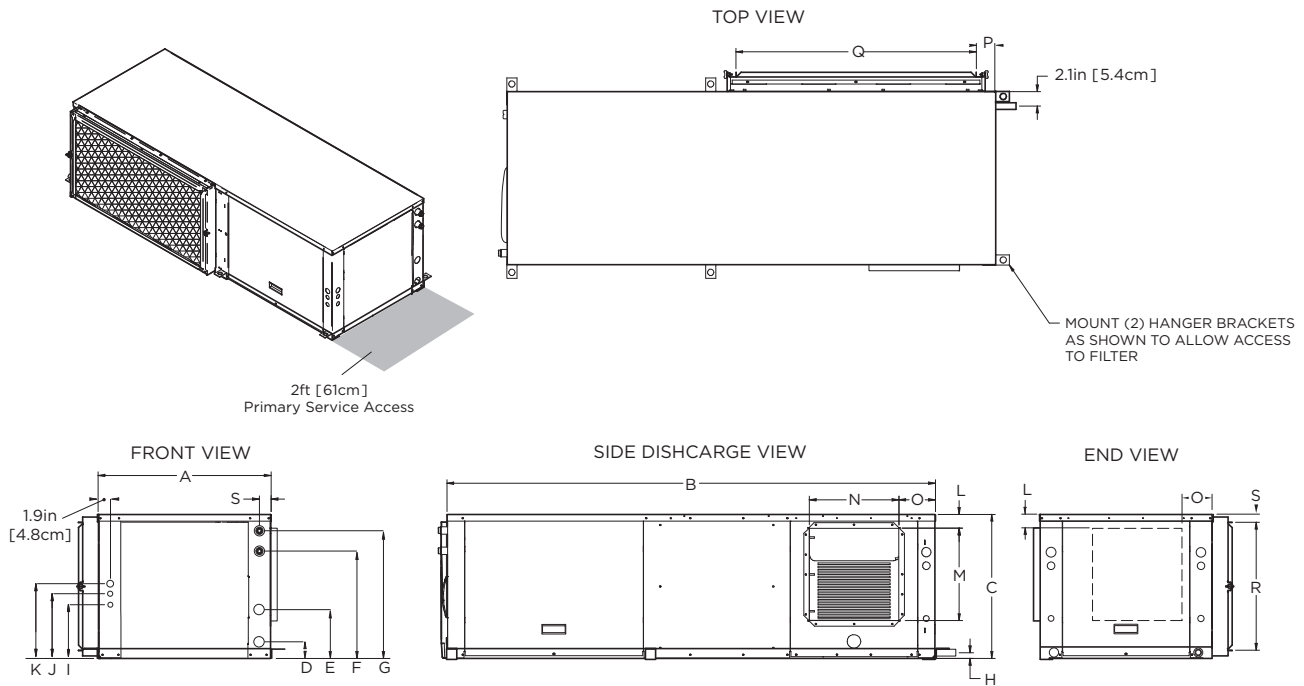 TOP VIEW
Q
P
2.1in [5.4cm]
MOUNT (2) HANGER BRACKETS
AS SHOWN TO ALLOW ACCESS
TO FILTER
2ft [61cm]
Primary Service Access
FRONT VIEW
A
S
1.9in
[4.8cm]
K
J
I
D
E
F
G
SIDE DISHCARGE VIEW
B
N
O
L
M
C
H
END VIEW
L
O
S
R